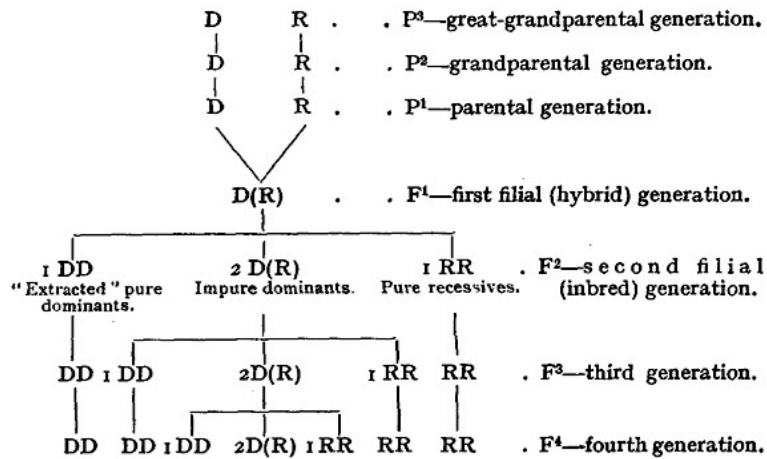 D R . . P³—great-grandparental generation.
D R . . P²—grandparental generation.
D R . . P¹—parental generation.
D(R) . . F¹—first filial (hybrid) generation.
1 DD 2 D(R) 1 RR . F²—second filial
"Extracted" pure Impure dominants. Pure recessives. (inbred) generation.
dominants.
DD 1 DD 2D(R) 1 RR RR . F³—third generation.
DD DD 1 DD 2D(R) 1 RR RR RR . F⁴—fourth generation.